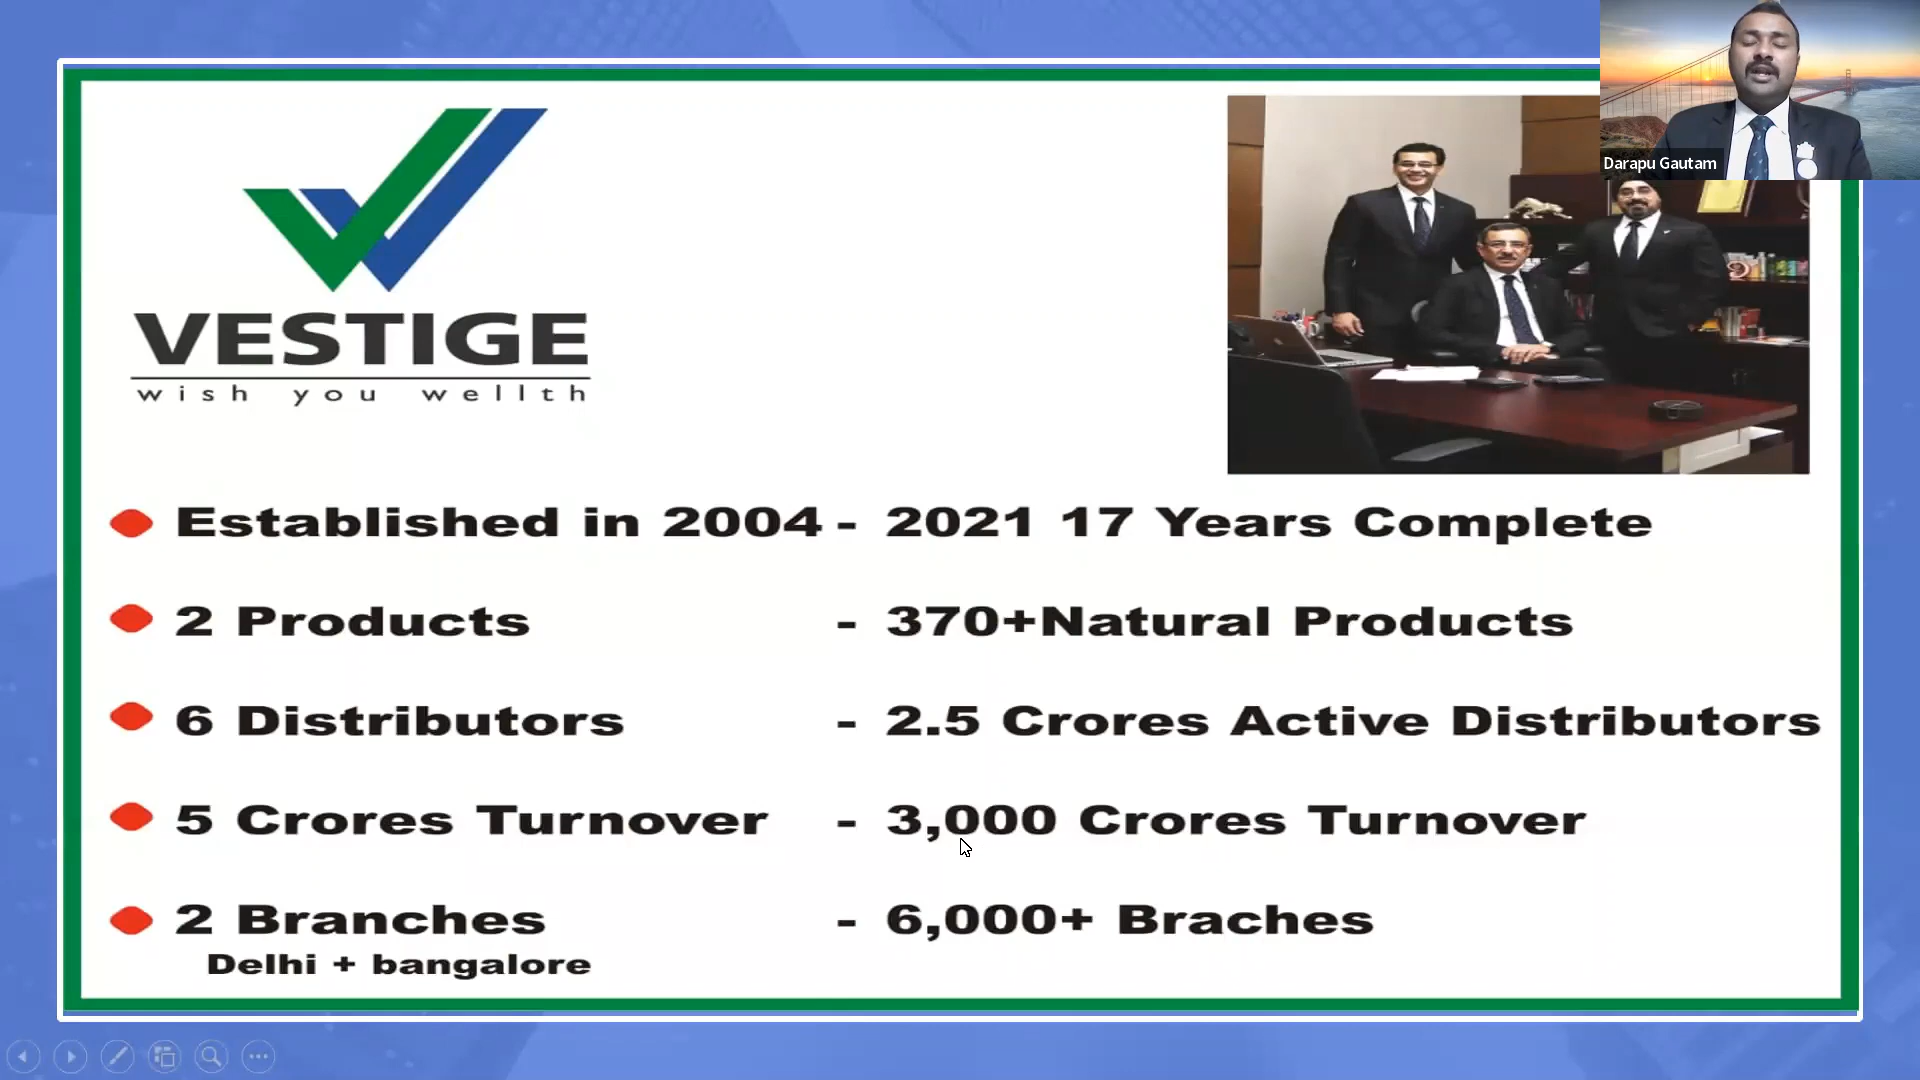 Darapu Gautam
VESTIGE
wish you wellth
Established in 2004 - 2021 17 Years Complete
2 Products - 370+Natural Products
6 Distributors - 2.5 Crores Active Distributors
5 Crores Turnover - 3,000 Crores Turnover
2 Branches - 6,000+ Braches
Delhi + bangalore